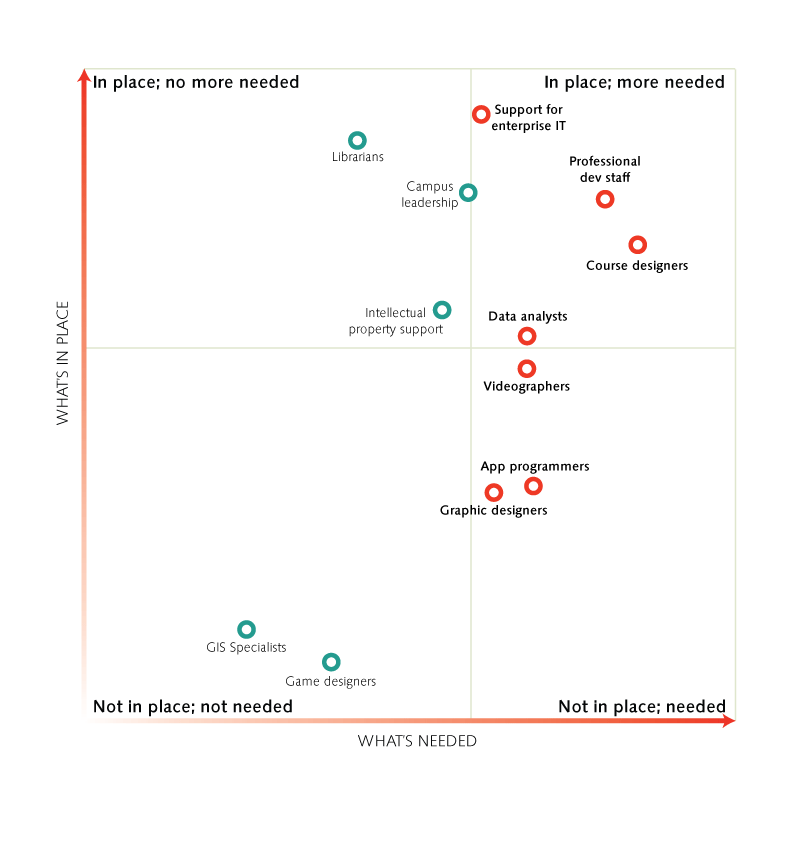 In place; no more needed
In place; more needed
Support for
enterprise IT
Librarians
Professional
dev staff
Campus
leadership
Course designers
Intellectual
property support
Data analysts
WHAT'S IN PLACE
Videographers
App programmers
Graphic designers
GIS Specialists
Game designers
Not in place; not needed
Not in place; needed
WHAT'S NEEDED